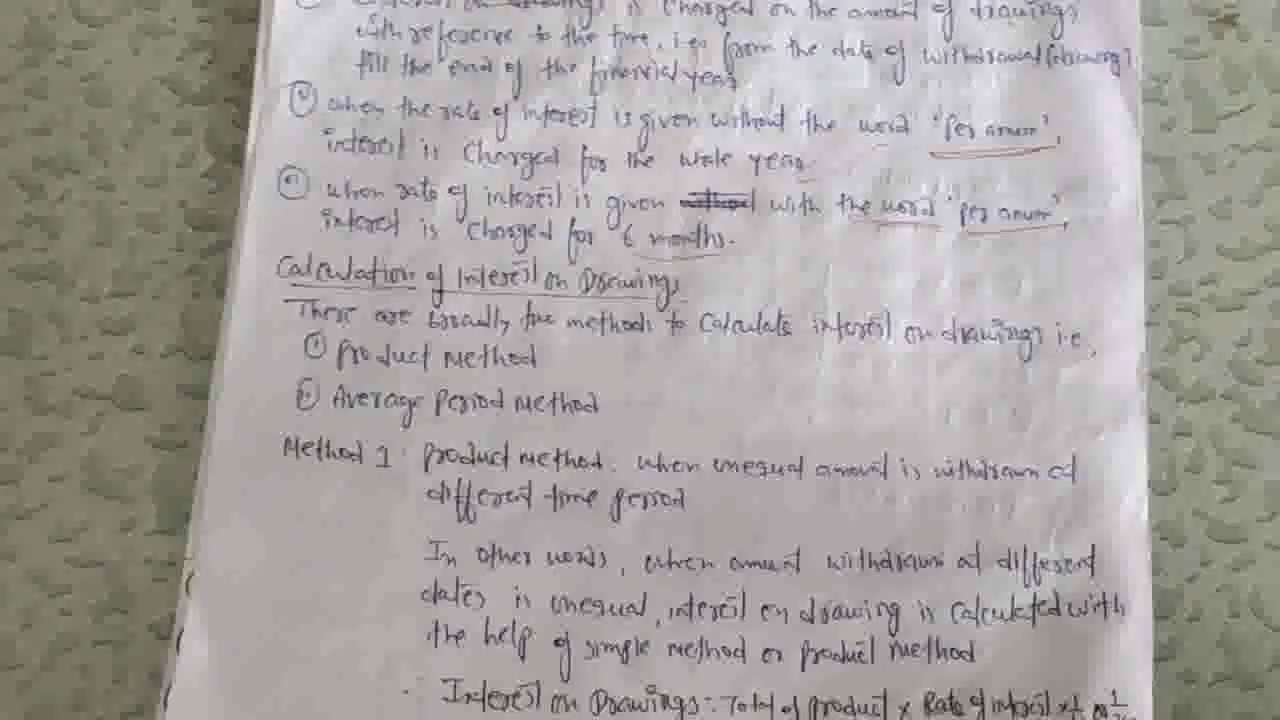 is charged on the amount of drawings
with reference to the time, i.e. from the date of withdrawal (drawing)
till the end of the financial year
when the rate of interest is given without the word "Per anum",
interest is charged for the whole year.
when rate of interest is given with the word "per anum",
interest is charged for 6 months.
Calculation of Interest on Drawings
There are broadly two methods to calculate interest on drawings i.e.
① Product Method
② Average Period Method
Method 1 : Product method. when unequal amount is withdrawn at
different time period
In other words, when amount withdrawn at different
dates is unequal, interest on drawing is calculated with
the help of simple method or product method
Interest on Drawings = Total of product x Rate of interest x